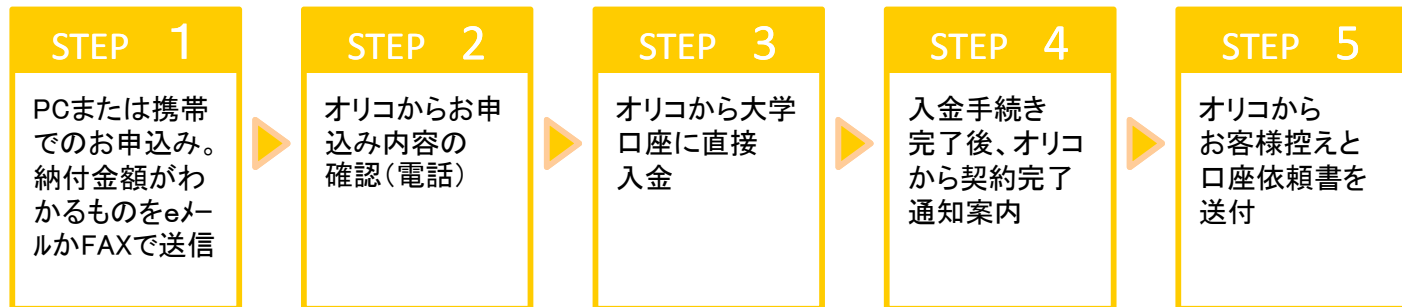 STEP 1
PCまたは携帯
でのお申込み。
納付金額がわ
かるものをeﾒｰ
ﾙかFAXで送信
STEP 2
オリコからお申
込み内容の
確認（電話）
STEP 3
オリコから大学
口座に直接
入金
STEP 4
入金手続き
完了後、オリコ
から契約完了
通知案内
STEP 5
オリコから
お客様控えと
口座依頼書を
送付